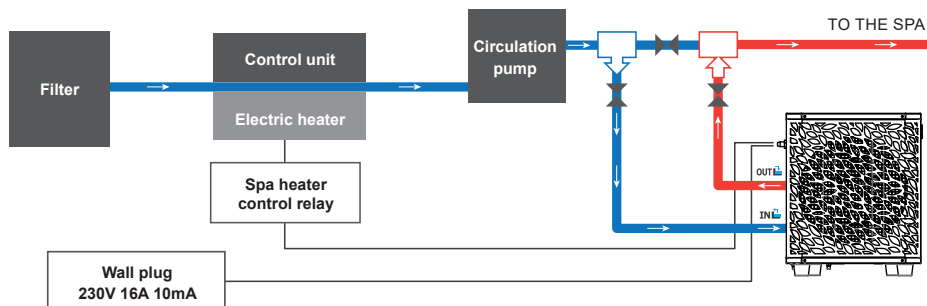 TO THE SPA
Circulation
pump
Control unit
Filter
Electric heater
OUT
Spa heater
control relay
IN
Wall plug
230V 16A 10mA